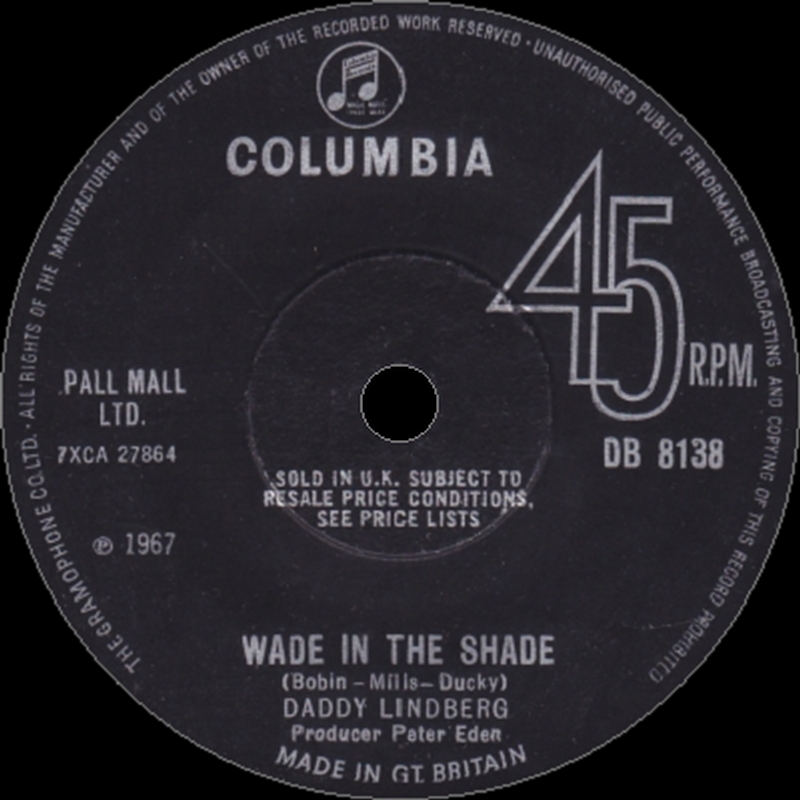 THE GRAMOPHONE CO. LTD. · ALL RIGHTS OF THE MANUFACTURER AND OF THE OWNER OF THE RECORDED WORK RESERVED · UNAUTHORISED PUBLIC PERFORMANCE BROADCASTING AND COPYING OF THIS RECORD PROHIBITED
COLUMBIA
45
R.P.M.
PALL MALL
LTD.
7XCA 27864
DB 8138
SOLD IN U.K. SUBJECT TO
RESALE PRICE CONDITIONS,
SEE PRICE LISTS
℗ 1967
WADE IN THE SHADE
(Bobin – Mills – Ducky)
DADDY LINDBERG
Producer Peter Eden
MADE IN GT. BRITAIN